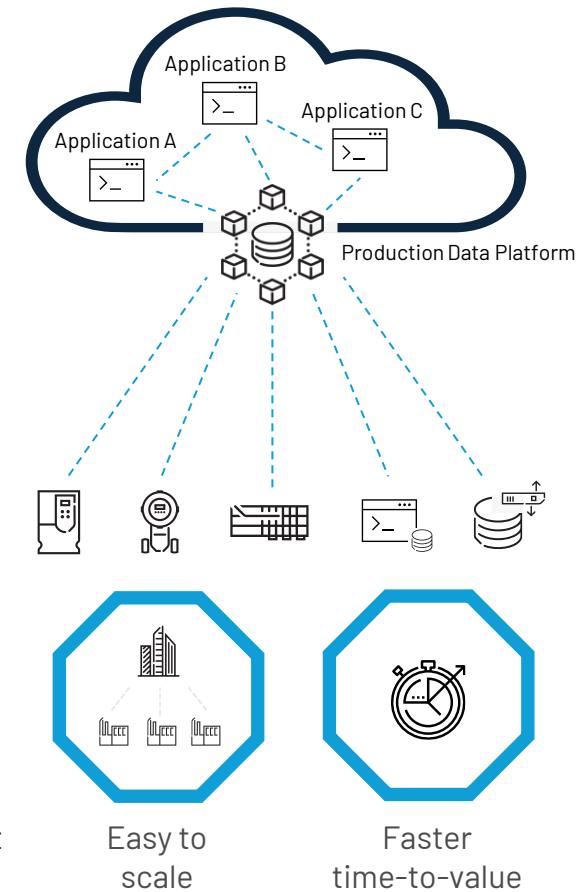 Application B
Application C
Application A
Production Data Platform
Easy to
scale
Faster
time-to-value